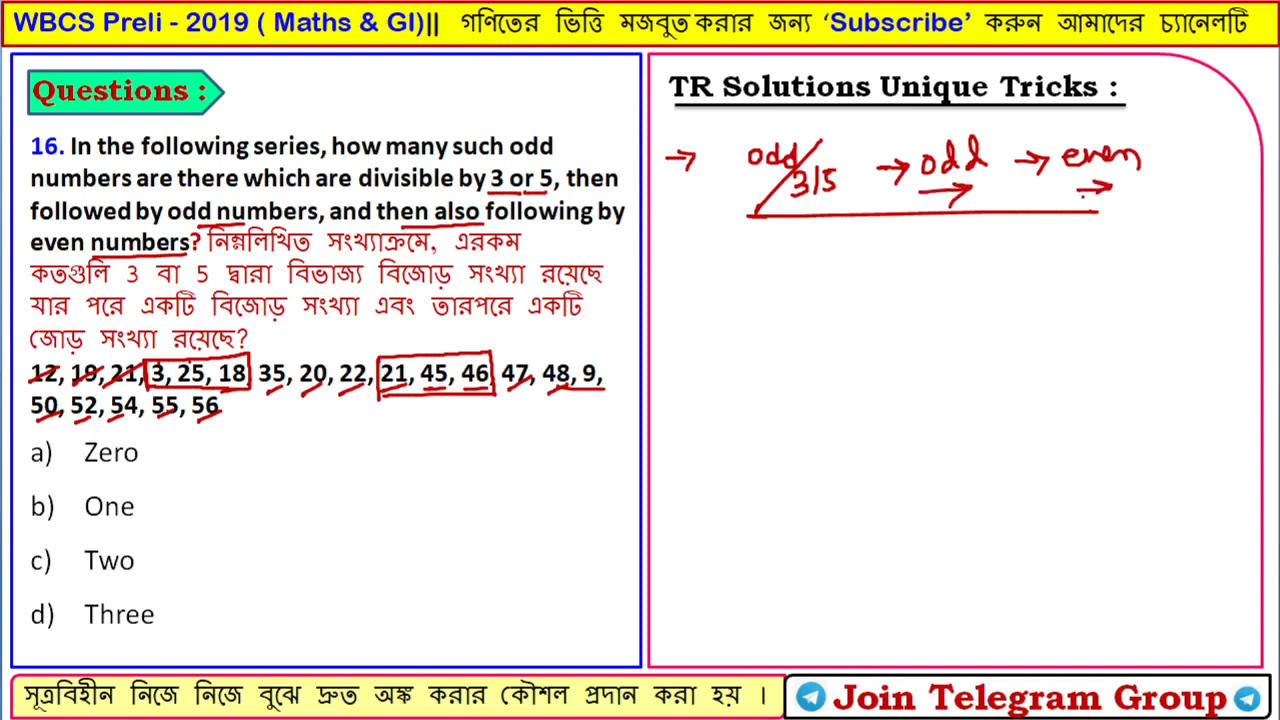 WBCS Preli - 2019 ( Maths & GI)|| গণিতের ভিত্তি মজবুত করার জন্য ‘Subscribe’ করুন আমাদের চ্যানেলটি
Questions :
16. In the following series, how many such odd
numbers are there which are divisible by 3 or 5, then
followed by odd numbers, and then also following by
even numbers? নিন্নলিখিত সংখ্যাক্রমে, এরকম
কতগুলি 3 বা 5 দ্বারা বিভাজ্য বিজোড় সংখ্যা রয়েছে
যার পরে একটি বিজোড় সংখ্যা এবং তারপরে একটি
জোড় সংখ্যা রয়েছে?
12, 19, 21, 3, 25, 18, 35, 20, 22, 21, 45, 46, 47, 48, 9,
50, 52, 54, 55, 56
a) Zero
b) One
c) Two
d) Three
TR Solutions Unique Tricks :
→ odd/3/5 → odd → even
সূত্রবিহীন নিজে নিজে বুঝে দ্রুত অঙ্ক করার কৌশল প্রদান করা হয় ।
Join Telegram Group